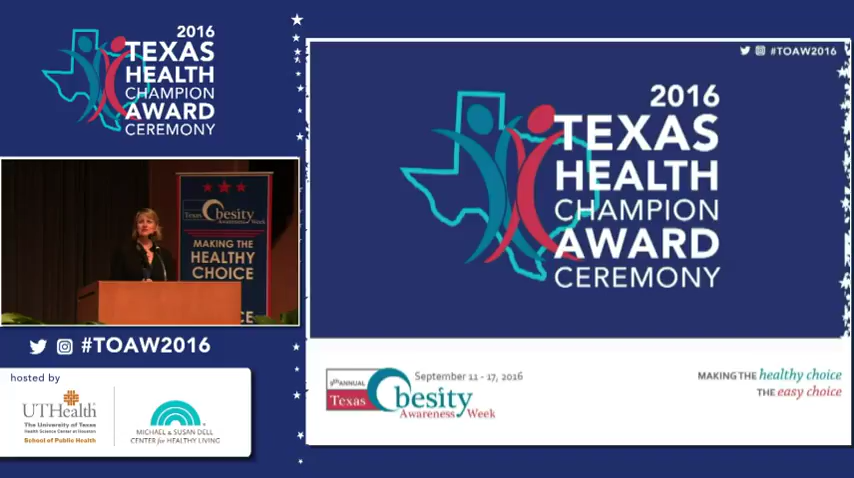 2016
TEXAS
HEALTH
CHAMPION
AWARD
CEREMONY
Texas Obesity
Awareness Week
MAKING THE
HEALTHY
CHOICE
CE
#TOAW2016
hosted by
UTHealth
The University of Texas
Health Science Center at Houston
School of Public Health
MICHAEL & SUSAN DELL
CENTER for HEALTHY LIVING
#TOAW2016
2016
TEXAS
HEALTH
CHAMPION
AWARD
CEREMONY
9TH ANNUAL
September 11 - 17, 2016
Texas Obesity
Awareness Week
MAKING THE healthy choice
THE easy choice